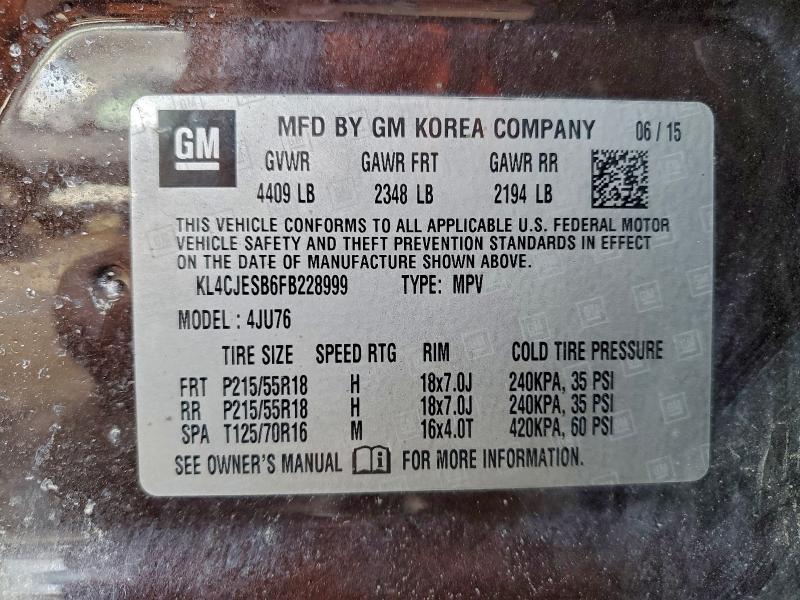 GM MFD BY GM KOREA COMPANY 06 / 15
GVWR GAWR FRT GAWR RR
4409 LB 2348 LB 2194 LB
THIS VEHICLE CONFORMS TO ALL APPLICABLE U.S. FEDERAL MOTOR
VEHICLE SAFETY AND THEFT PREVENTION STANDARDS IN EFFECT
ON THE DATE OF MANUFACTURE SHOWN ABOVE.
KL4CJESB6FB228999 TYPE: MPV
MODEL : 4JU76
TIRE SIZE SPEED RTG RIM COLD TIRE PRESSURE
FRT P215/55R18 H 18x7.0J 240KPA, 35 PSI
RR P215/55R18 H 18x7.0J 240KPA, 35 PSI
SPA T125/70R16 M 16x4.0T 420KPA, 60 PSI
SEE OWNER'S MANUAL i FOR MORE INFORMATION.